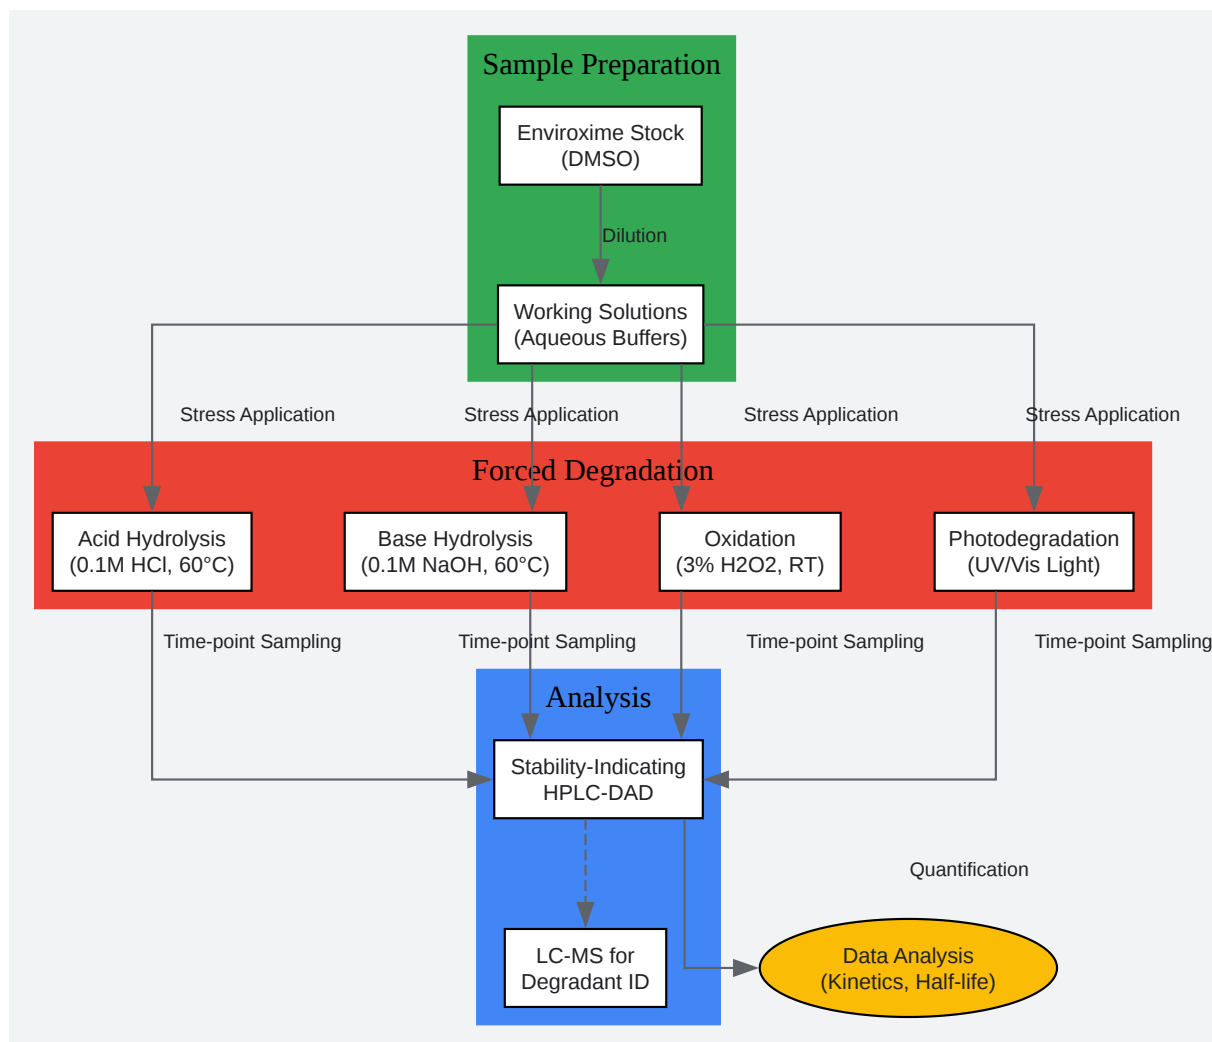 Sample Preparation
Enviroxime Stock
(DMSO)
Dilution
Working Solutions
(Aqueous Buffers)
Stress Application
Stress Application
Stress Application
Stress Application
Forced Degradation
Acid Hydrolysis
(0.1M HCl, 60°C)
Base Hydrolysis
(0.1M NaOH, 60°C)
Oxidation
(3% H2O2, RT)
Photodegradation
(UV/Vis Light)
Time-point Sampling
Time-point Sampling
Time-point Sampling
Time-point Sampling
Analysis
Stability-Indicating
HPLC-DAD
Quantification
LC-MS for
Degradant ID
Data Analysis
(Kinetics, Half-life)